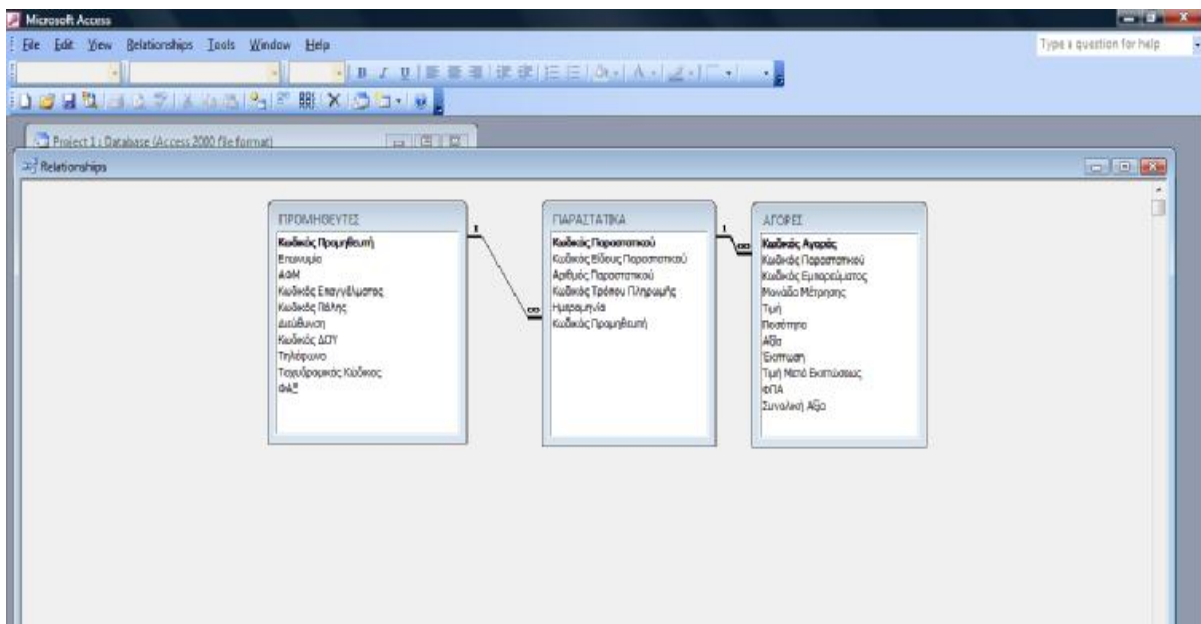 Microsoft Access
File Edit View Relationships Tools Window Help
Type a question for help
Project 1 : Database (Access 2000 file format)
Relationships
ΠΡΟΜΗΘΕΥΤΕΣ
Κωδικός Προμηθευτή
Επωνυμία
ΑΦΜ
Κωδικός Επαγγέλματος
Κωδικός Πόλης
Διεύθυνση
Κωδικός ΔΟΥ
Τηλέφωνο
Ταχυδρομικός Κώδικας
1
∞
ΠΑΡΑΣΤΑΤΙΚΑ
Κωδικός Παραστατικού
Κωδικός Είδους Παραστατικού
Αριθμός Παραστατικού
Κωδικός Τρόπου Πληρωμής
Ημερομηνία
Κωδικός Προμηθευτή
1
∞
ΑΓΟΡΕΣ
Κωδικός Αγοράς
Κωδικός Παραστατικού
Κωδικός Εμπορεύματος
Μονάδα Μέτρησης
Τιμή
Ποσότητα
Αξία
Έκπτωση
Τιμή Μετά Εκπτώσεως
ΦΠΑ
Συνολική Αξία